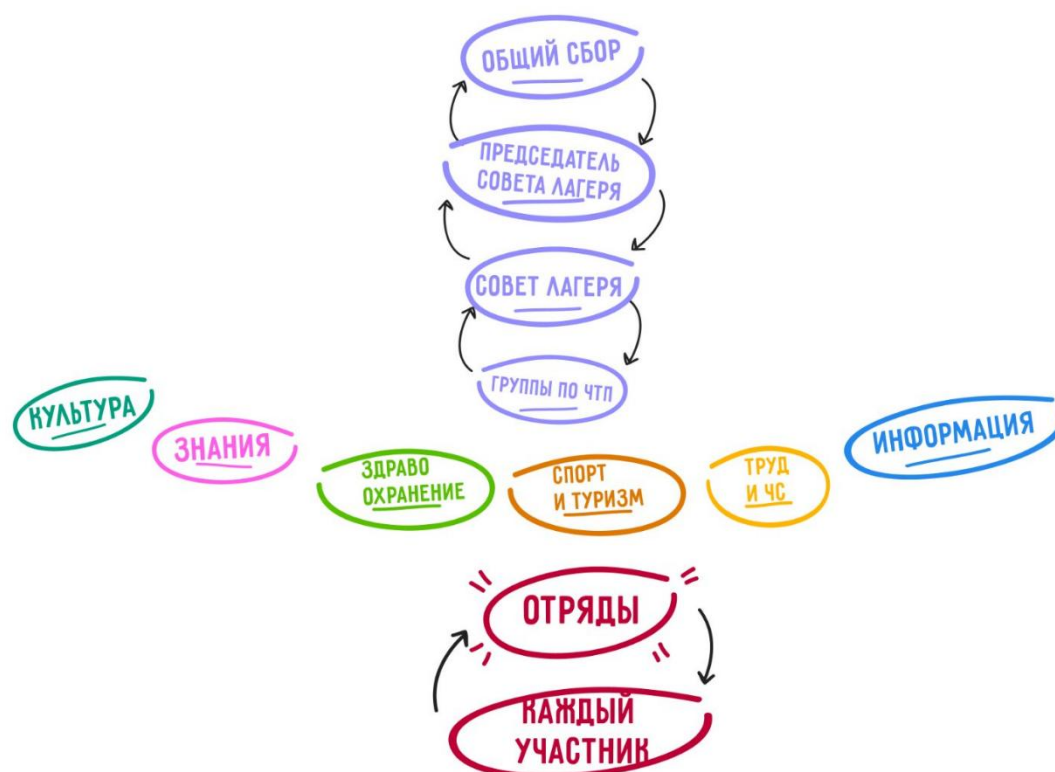 ОБЩИЙ СБОР
ПРЕДСЕДАТЕЛЬ
СОВЕТА ЛАГЕРЯ
СОВЕТ ЛАГЕРЯ
ГРУППЫ ПО ЧТП
КУЛЬТУРА
ЗНАНИЯ
ЗДРАВО
ОХРАНЕНИЕ
СПОРТ
И ТУРИЗМ
ТРУД
И ЧС
ИНФОРМАЦИЯ
ОТРЯДЫ
КАЖДЫЙ
УЧАСТНИК